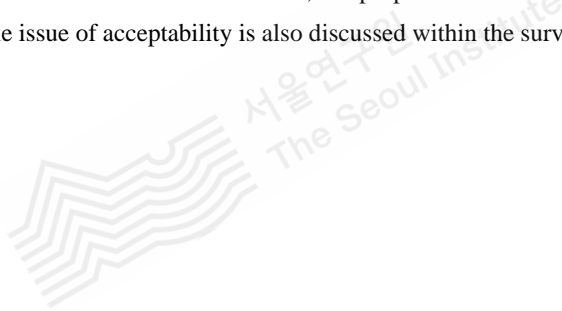 e issue of acceptability is also discussed within the surv
서울연구원
The Seoul Institute